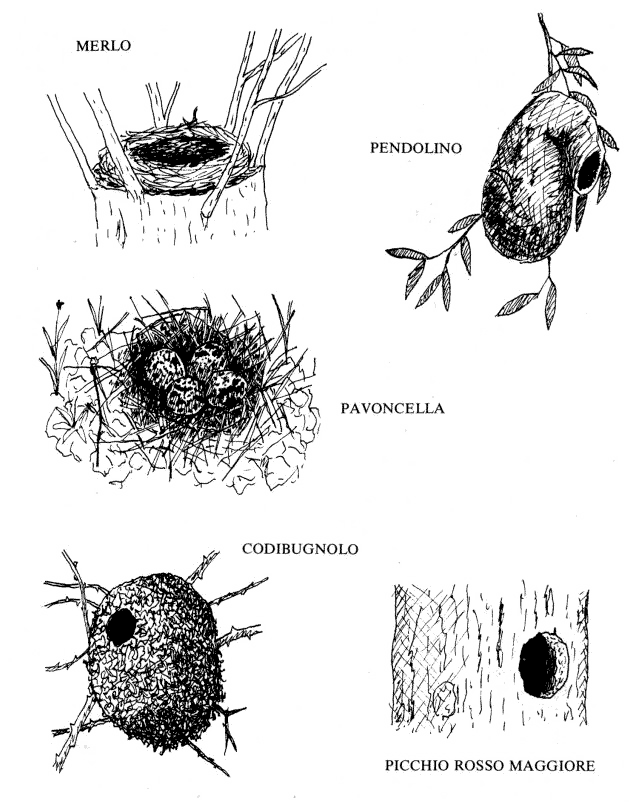 MERLO
PENDOLINO
PAVONCELLA
CODIBUGNOLO
PICCHIO ROSSO MAGGIORE